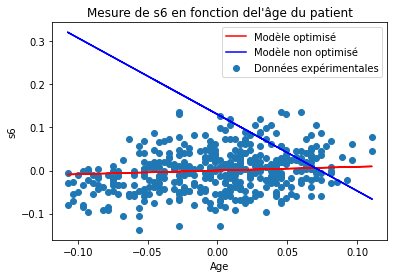 Mesure de s6 en fonction del'âge du patient
Modèle optimisé
Modèle non optimisé
Données expérimentales
s6
0.3
0.2
0.1
0.0
−0.1
−0.10
−0.05
0.00
0.05
0.10
Age